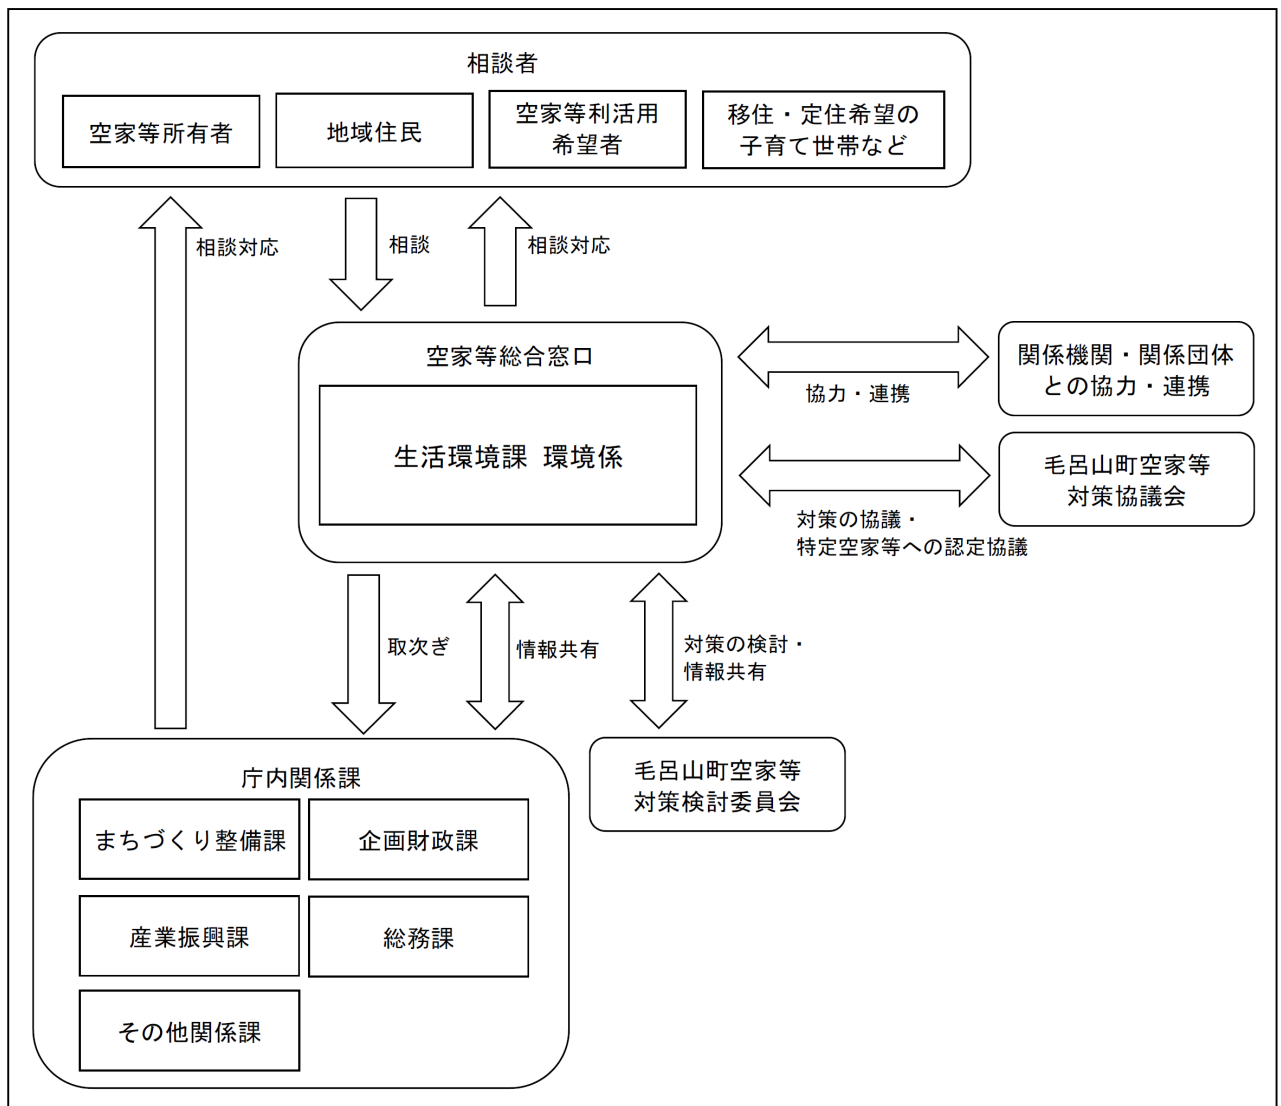 相談者
空家等所有者
地域住民
空家等利活用
希望者
移住・定住希望の
子育て世帯など
相談対応
相談
相談対応
空家等総合窓口
生活環境課 環境係
協力・連携
関係機関・関係団体
との協力・連携
対策の協議・
特定空家等への認定協議
毛呂山町空家等
対策協議会
取次ぎ
情報共有
対策の検討・
情報共有
庁内関係課
まちづくり整備課
企画財政課
産業振興課
総務課
その他関係課
毛呂山町空家等
対策検討委員会